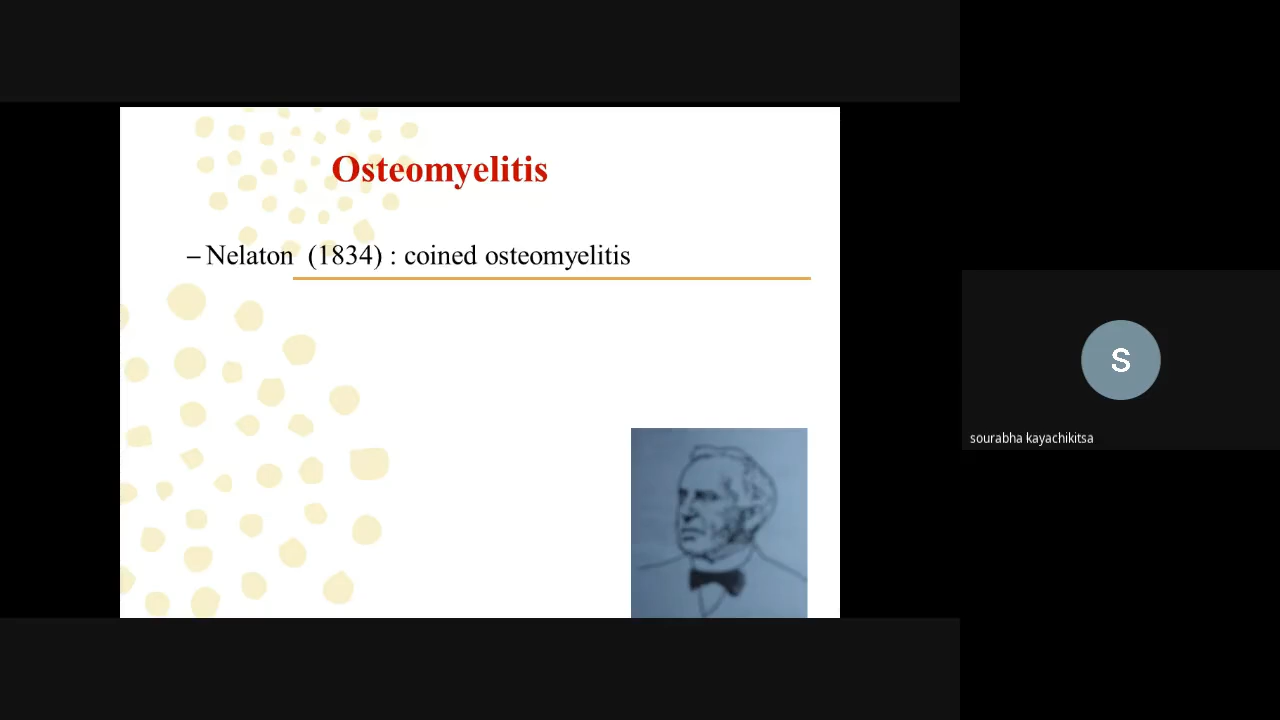 Osteomyelitis
– Nelaton (1834) : coined osteomyelitis
S
sourabha kayachikitsa